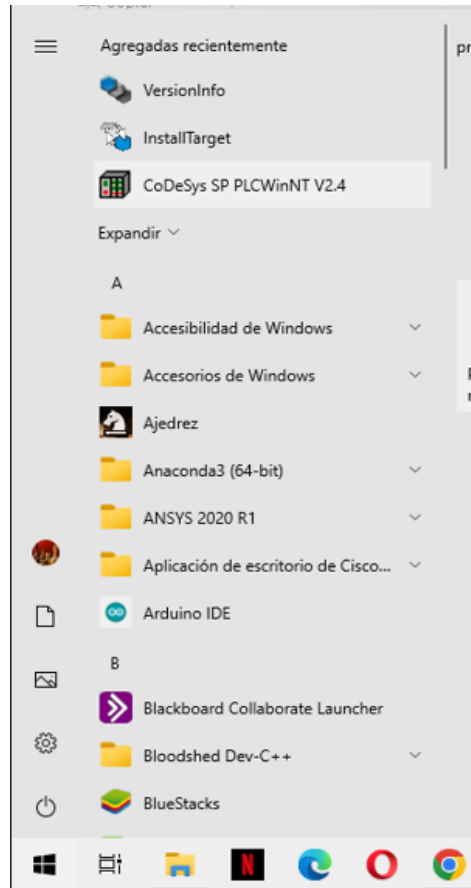 Agregadas recientemente
VersionInfo
InstallTarget
CoDeSys SP PLCWinNT V2.4
Expandir
A
Accesibilidad de Windows
Accesorios de Windows
Ajedrez
Anaconda3 (64-bit)
ANSYS 2020 R1
Aplicación de escritorio de Cisco...
Arduino IDE
B
Blackboard Collaborate Launcher
Bloodshed Dev-C++
BlueStacks